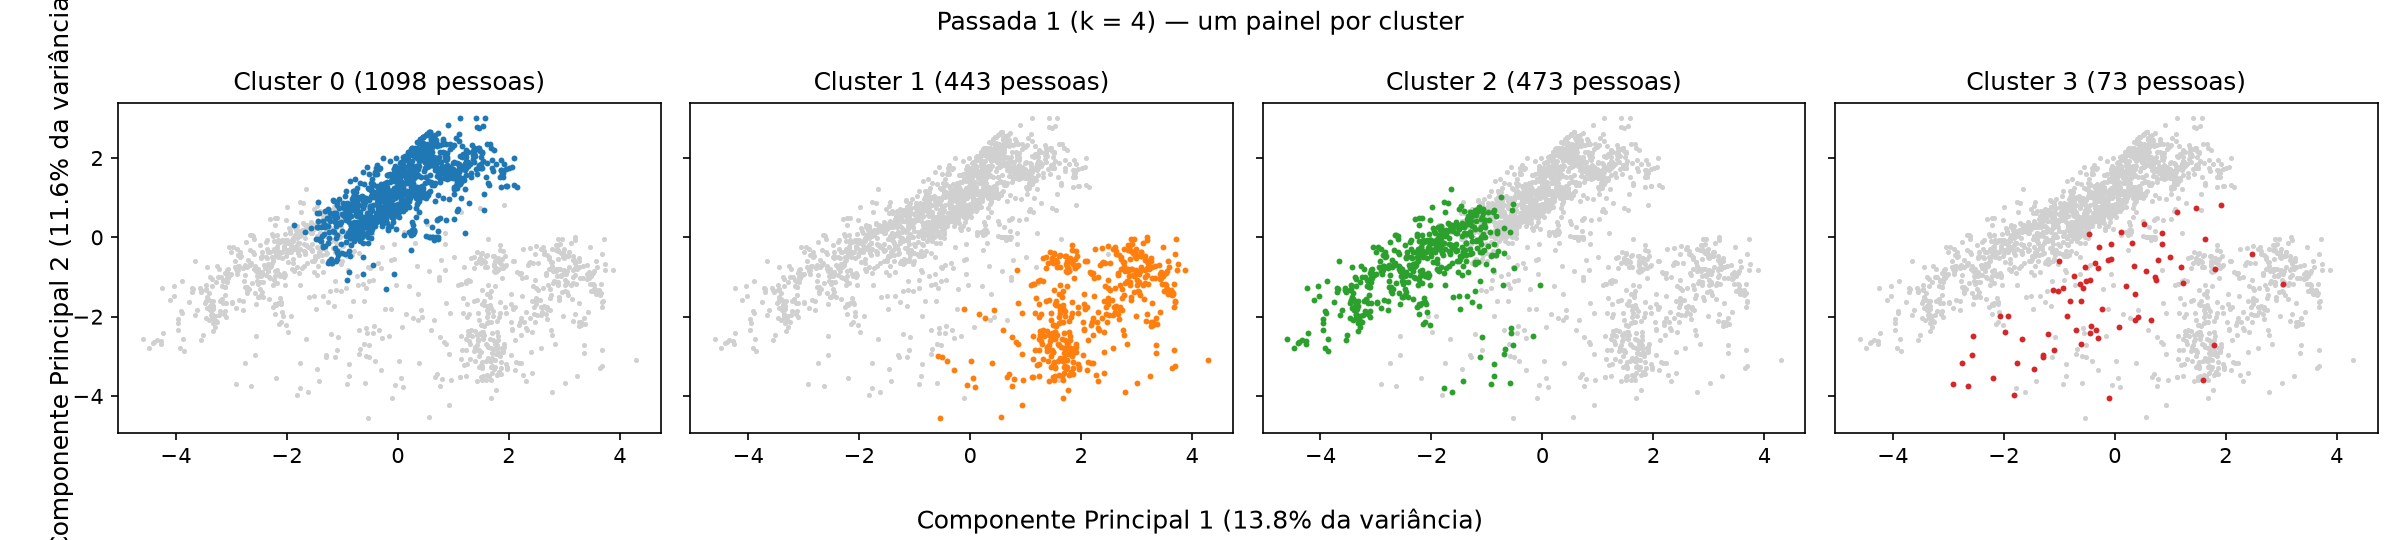 Passada 1 (k = 4) — um painel por cluster
Cluster 0 (1098 pessoas)
Cluster 1 (443 pessoas)
Cluster 2 (473 pessoas)
Cluster 3 (73 pessoas)
Componente Principal 2 (11.6% da variância
2
0
−2
−4
−4 −2 0 2 4
−4 −2 0 2 4
−4 −2 0 2 4
−4 −2 0 2 4
Componente Principal 1 (13.8% da variância)